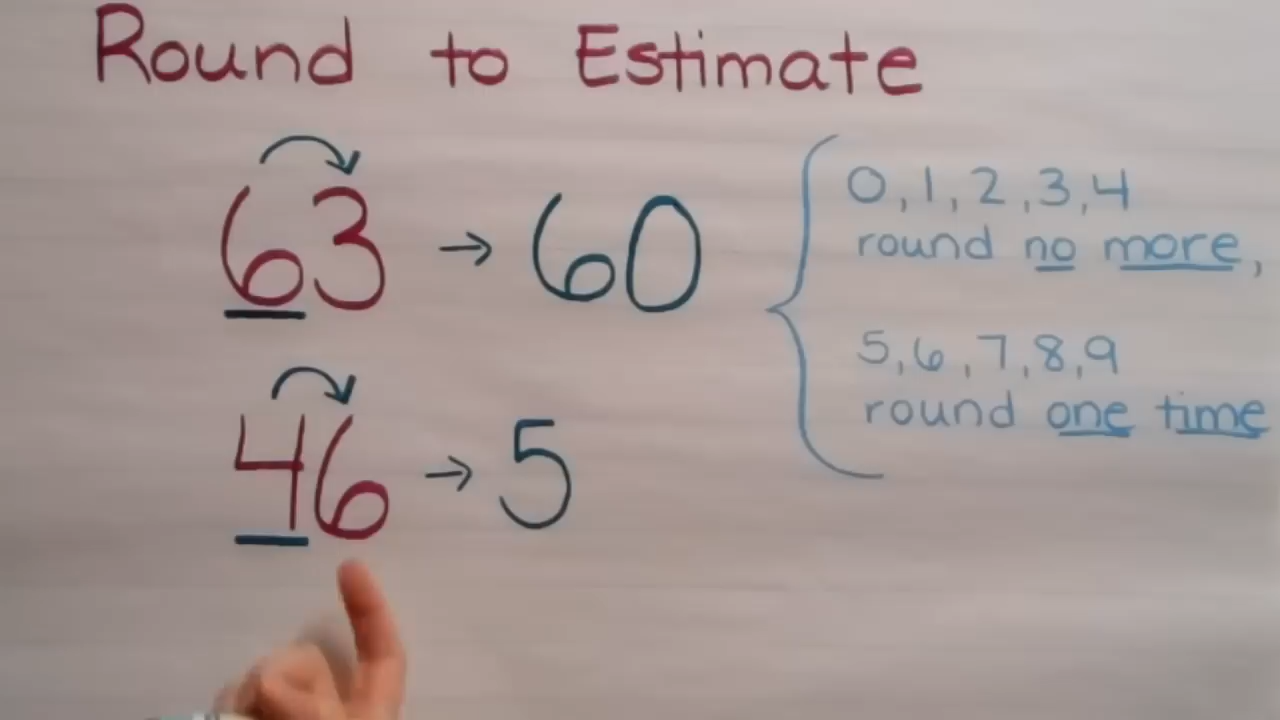 Round to Estimate
63 → 60
46 → 5
0, 1, 2, 3, 4
round no more,
5, 6, 7, 8, 9
round one time